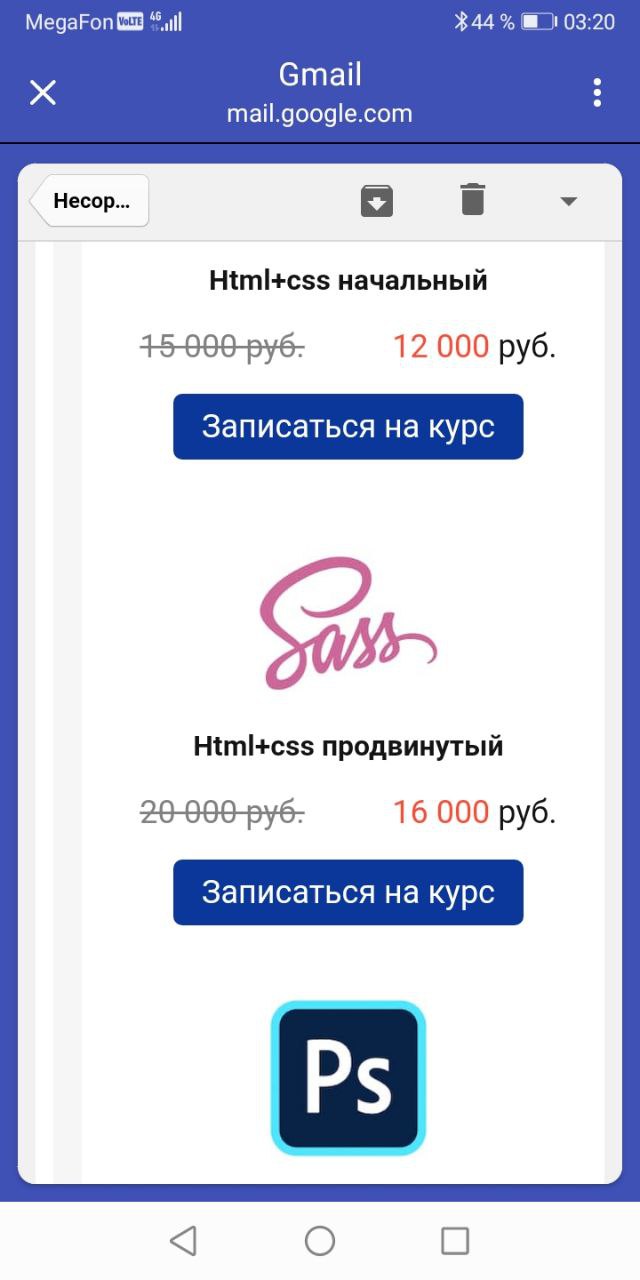 MegaFon VoLTE 4G 44 % 03:20
Gmail
mail.google.com
Несор...
Html+css начальный
15 000 руб. 12 000 руб.
Записаться на курс
Sass
Html+css продвинутый
20 000 руб. 16 000 руб.
Записаться на курс
Ps